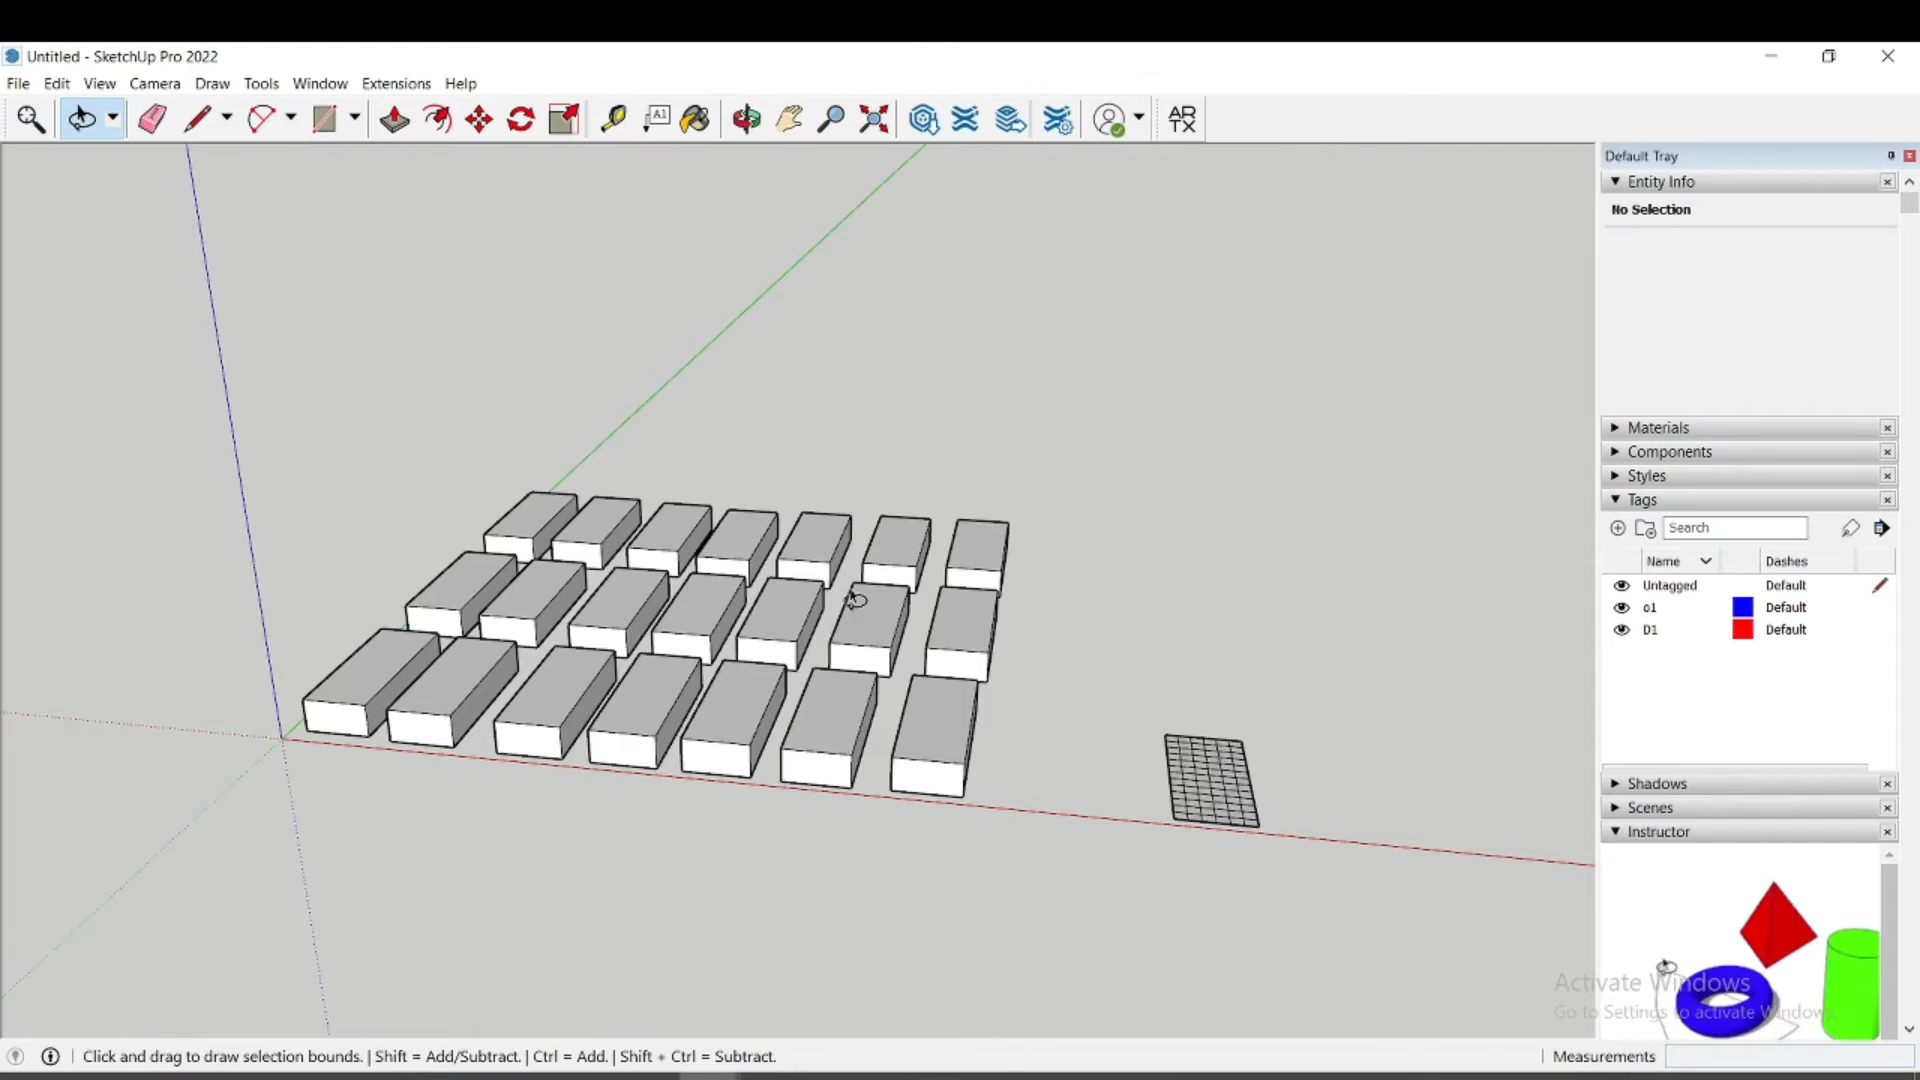 Untitled - SketchUp Pro 2022
File Edit View Camera Draw Tools Window Extensions Help
A1
AR
TX
Default Tray
Entity Info
No Selection
Materials
Components
Styles
Tags
Search
Name Dashes
Untagged Default
o1 Default
D1 Default
Shadows
Scenes
Instructor
Activate Windows
Go to Settings to activate Windows.
Click and drag to draw selection bounds. | Shift = Add/Subtract. | Ctrl = Add. | Shift + Ctrl = Subtract.
Measurements